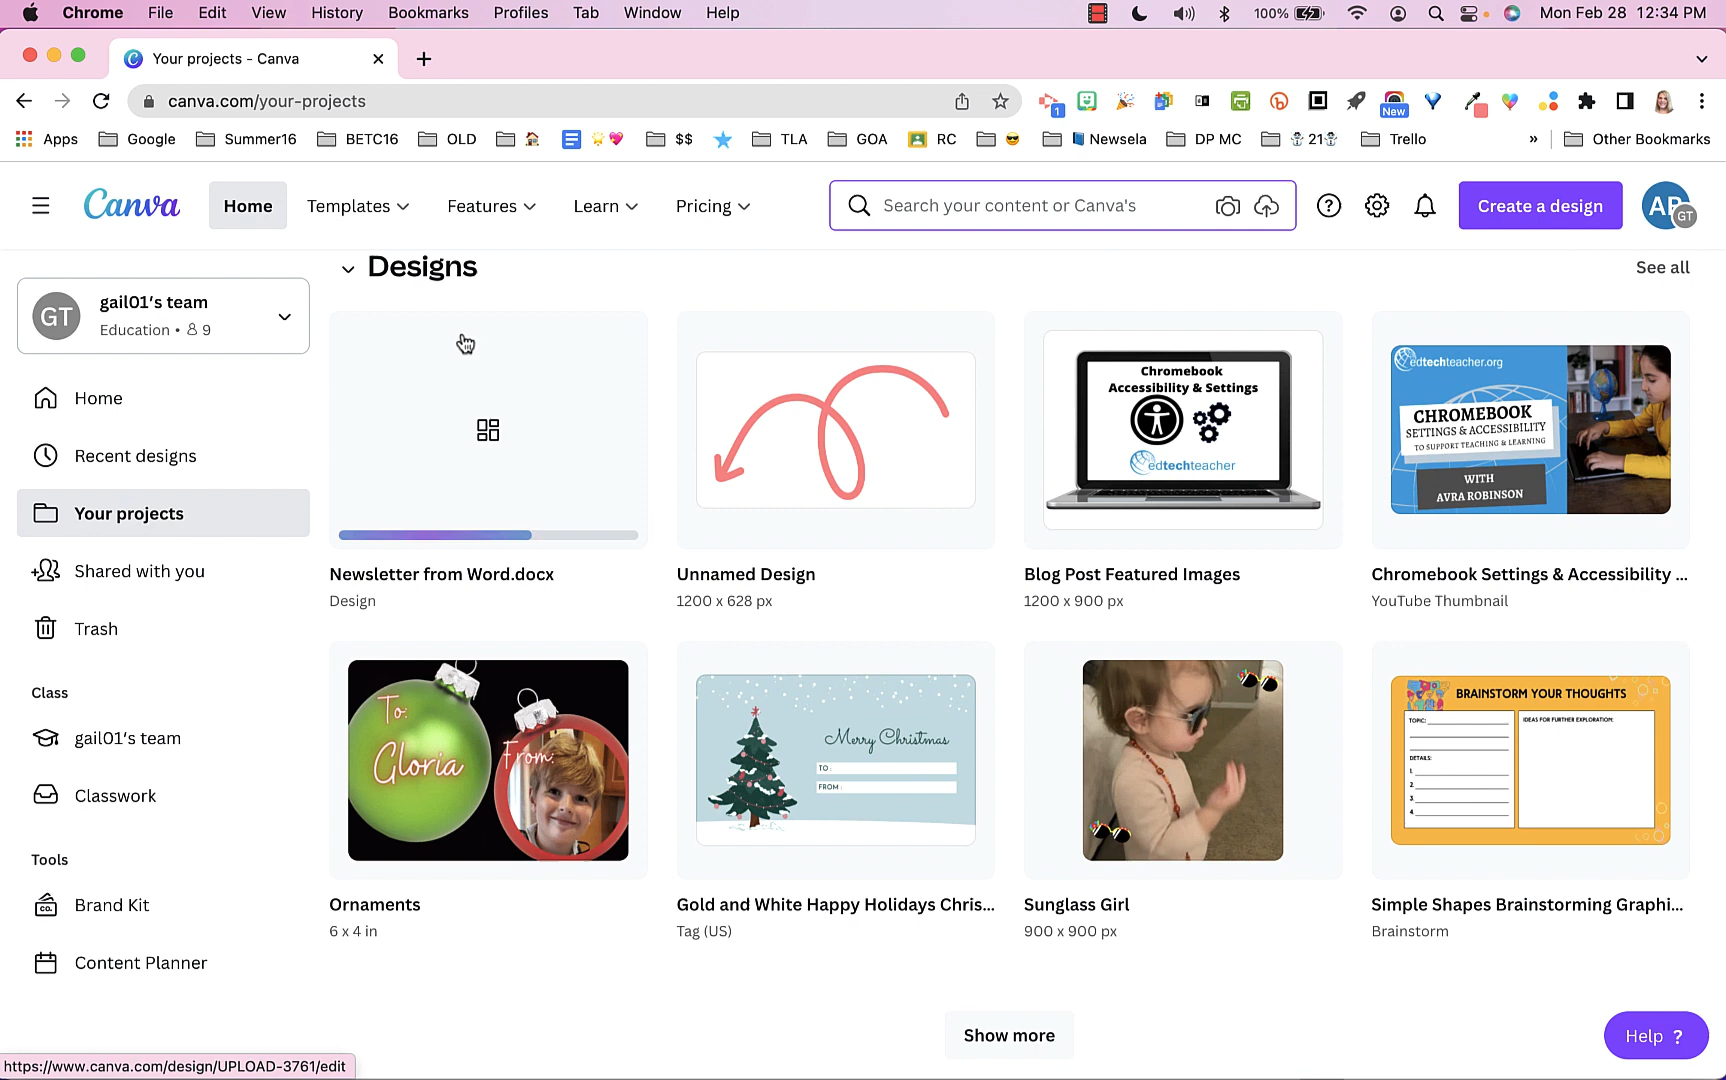 Chrome File Edit View History Bookmarks Profiles Tab Window Help 100% Mon Feb 28 12:34 PM
Your projects - Canva
canva.com/your-projects 1 New
Apps Google Summer16 BETC16 OLD $$ TLA GOA RC Newsela DP MC 21 Trello » Other Bookmarks
Canva Home Templates Features Learn Pricing Search your content or Canva's Create a design GT
Designs See all
GT gail01's team
Education • 9
Home
Recent designs
Your projects
Shared with you
Trash
Class
gail01's team
Classwork
Tools
CO.
Brand Kit
Content Planner
Newsletter from Word.docx
Design
Unnamed Design
1200 x 628 px
Chromebook
Accessibility & Settings
edtechteacher
Blog Post Featured Images
1200 x 900 px
edtechteacher.org
CHROMEBOOK
SETTINGS & ACCESSIBILITY
TO SUPPORT TEACHING & LEARNING
WITH
AVRA ROBINSON
Chromebook Settings & Accessibility ...
YouTube Thumbnail
To:
Gloria
From:
Ornaments
6 x 4 in
Merry Christmas
TO :
FROM :
Gold and White Happy Holidays Chris...
Tag (US)
Sunglass Girl
900 x 900 px
BRAINSTORM YOUR THOUGHTS
TOPIC:
IDEAS FOR FURTHER EXPLORATION:
DETAILS:
1.
2.
3.
4.
Simple Shapes Brainstorming Graphi...
Brainstorm
Show more
Help ?
https://www.canva.com/design/UPLOAD-3761/edit